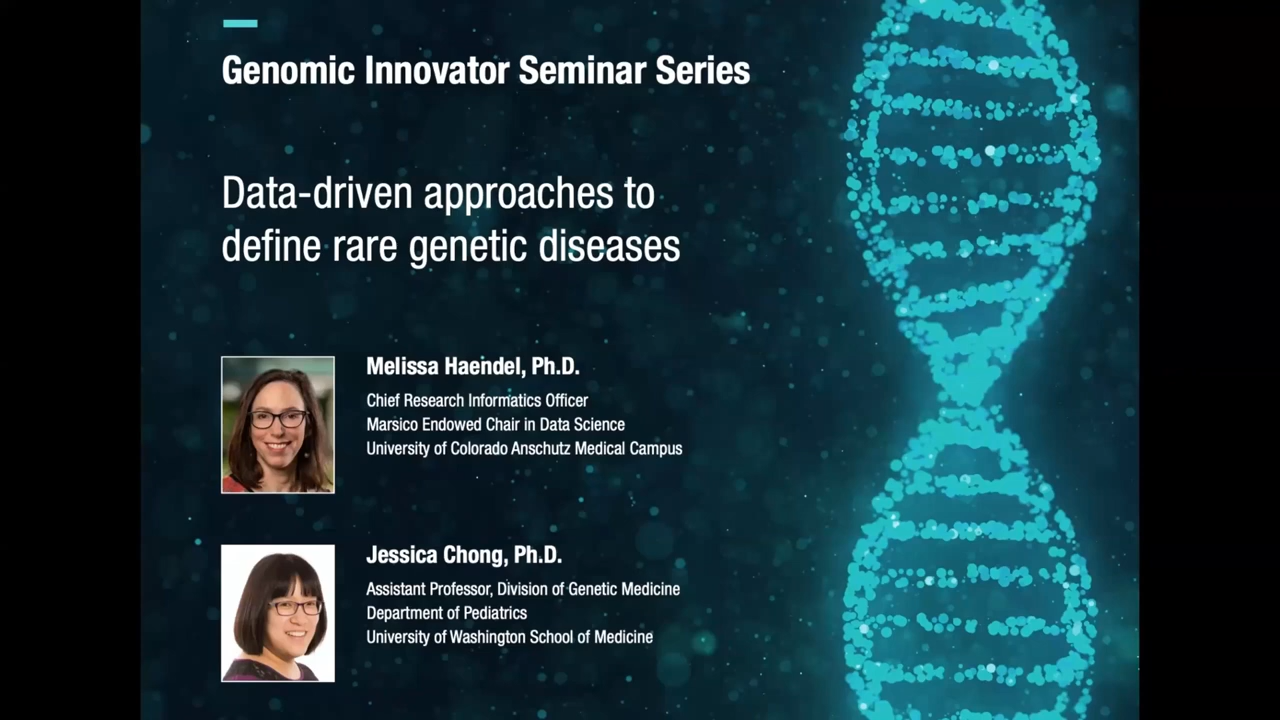 Genomic Innovator Seminar Series
Data-driven approaches to
define rare genetic diseases
Melissa Haendel, Ph.D.
Chief Research Informatics Officer
Marsico Endowed Chair in Data Science
University of Colorado Anschutz Medical Campus
Jessica Chong, Ph.D.
Assistant Professor, Division of Genetic Medicine
Department of Pediatrics
University of Washington School of Medicine